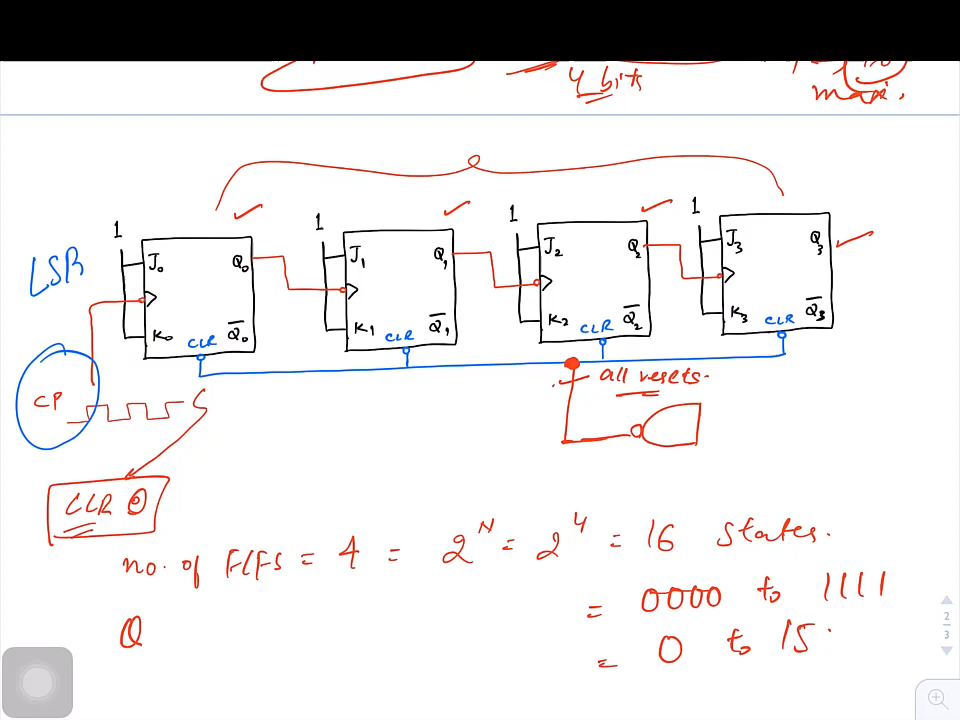 4 bits
max.
1 1 1 1
J0 Q0 J1 Q1 J2 Q2 J3 Q3
LSB
K0 Q̅0 K1 Q̅1 K2 Q̅2 K3 Q̅3
CLR CLR CLR CLR
all resets.
CP
CLR 0
no. of F/FS = 4 = 2^N = 2^4 = 16 states.
= 0000 to 1111
Q
= 0 to 15.
2
3